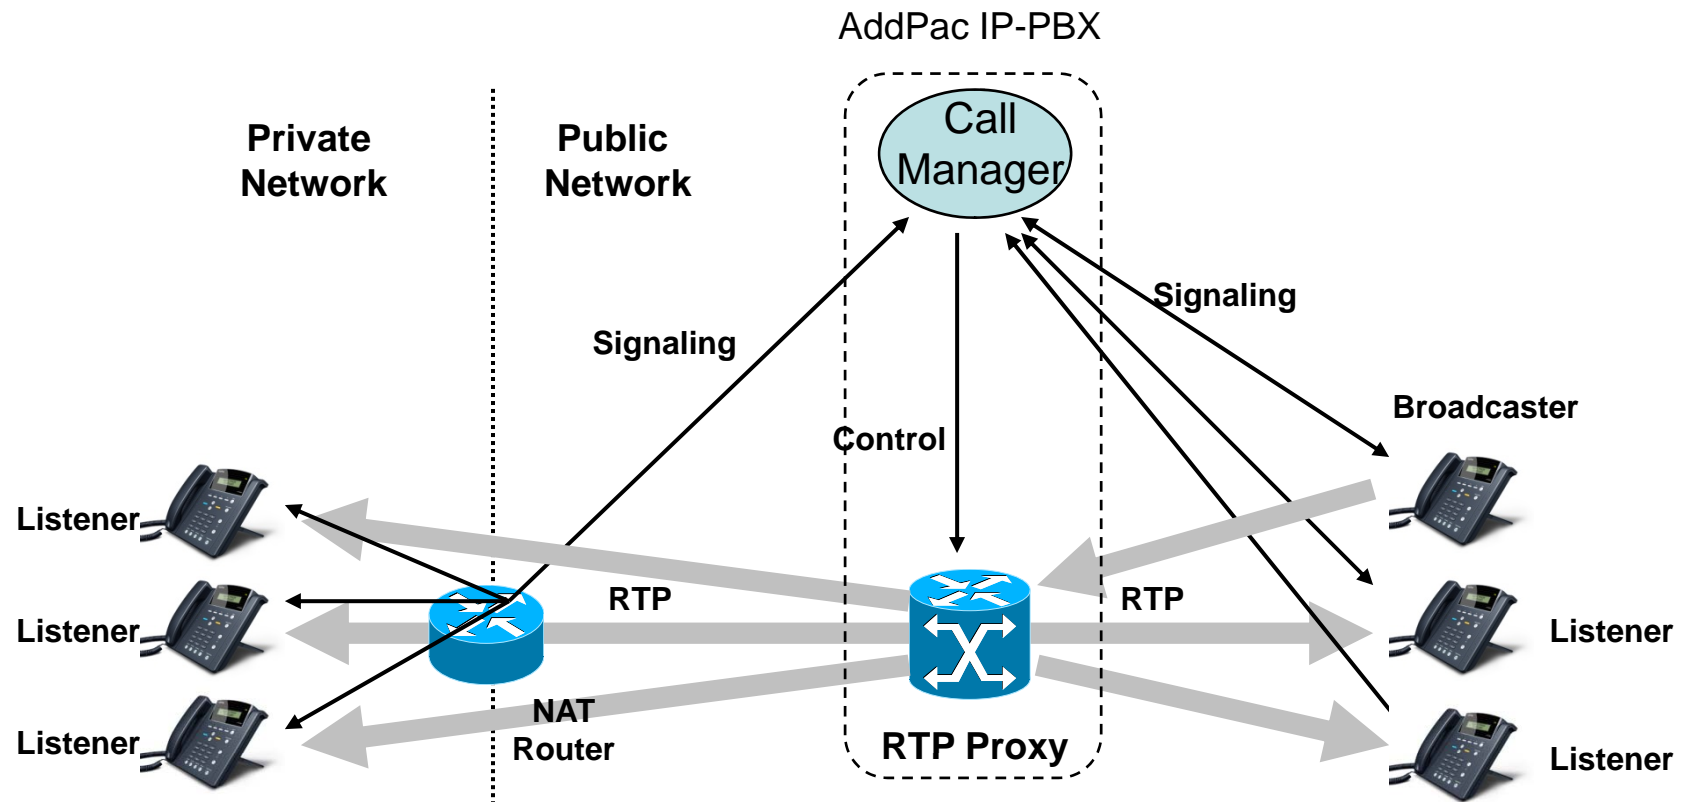 AddPac IP-PBX
Call
Manager
Private
Network
Public
Network
Signaling
Signaling
Control
Broadcaster
Listener
RTP
RTP
Listener
Listener
NAT
Router
RTP Proxy
Listener
Listener